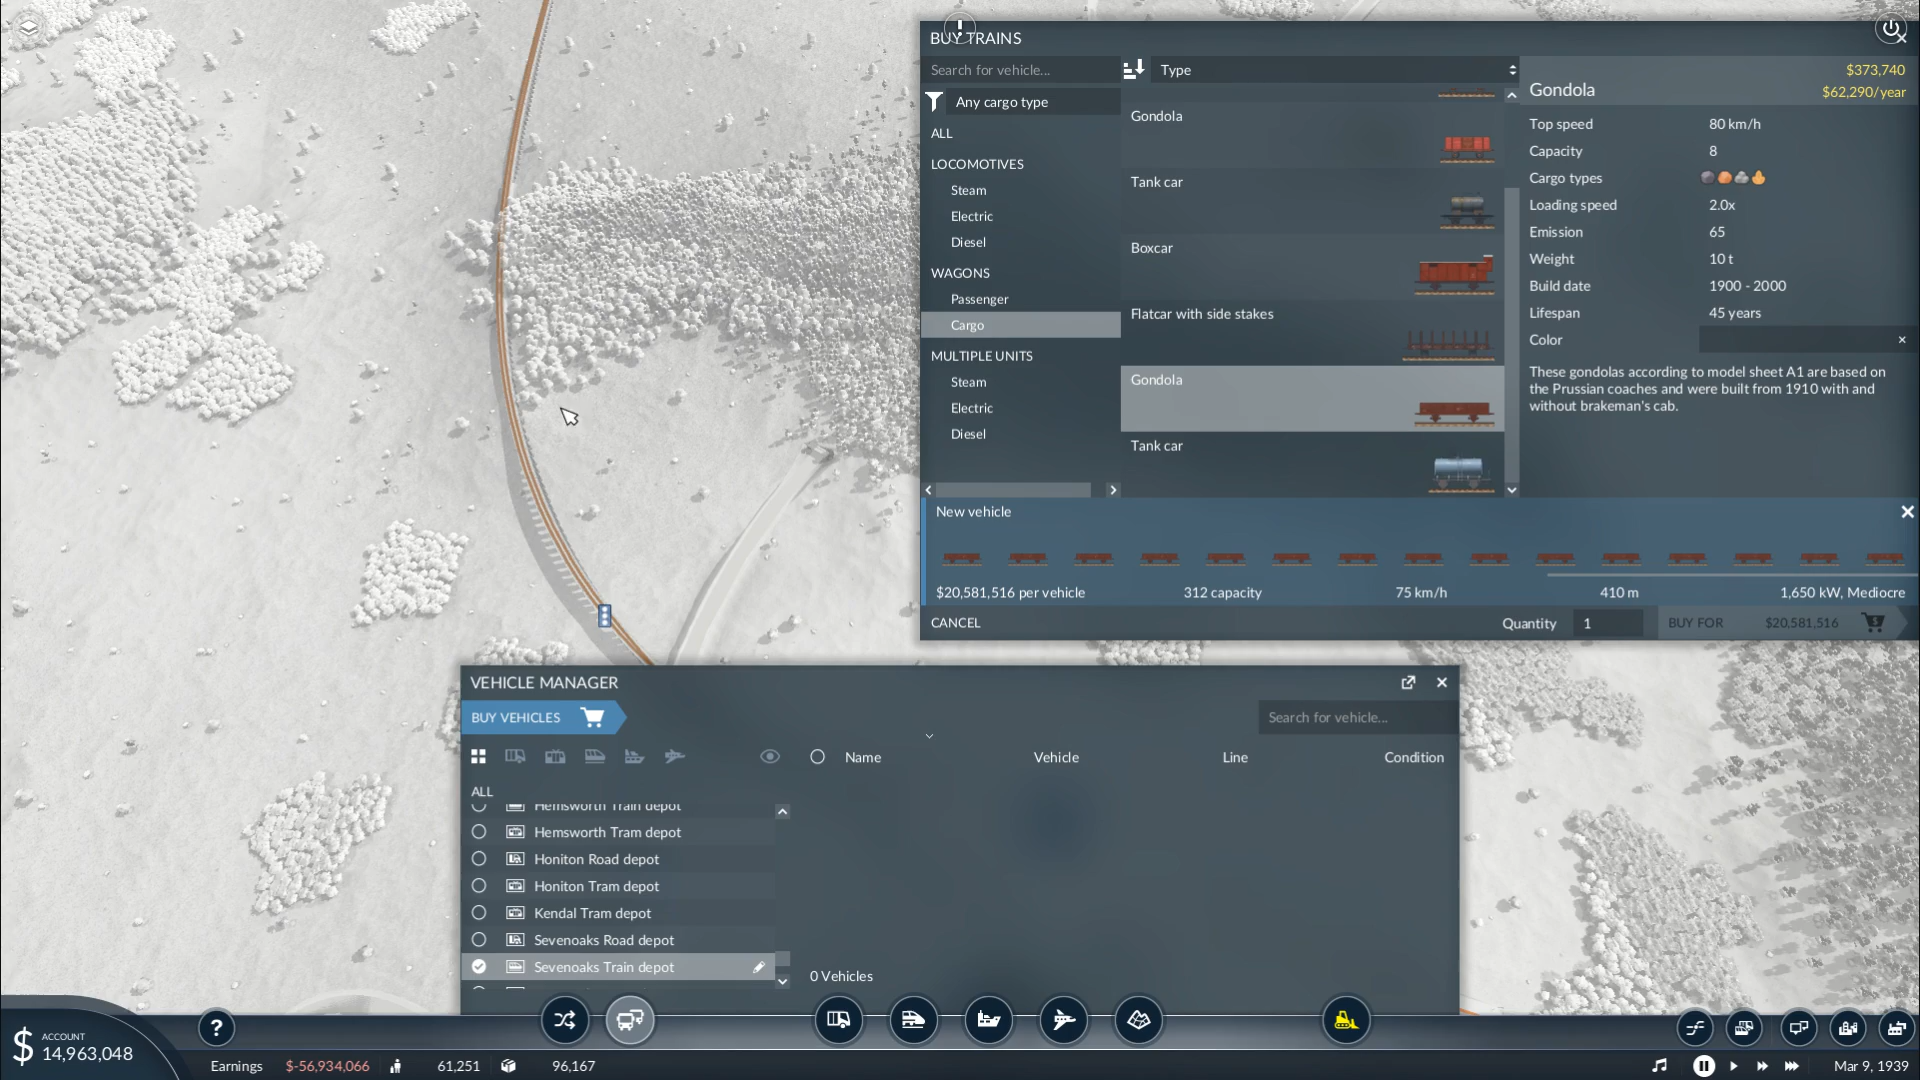 BUY TRAINS
Search for vehicle...
Type
Any cargo type
ALL
LOCOMOTIVES
Steam
Electric
Diesel
WAGONS
Passenger
Cargo
MULTIPLE UNITS
Steam
Electric
Diesel
Gondola
Tank car
Boxcar
Flatcar with side stakes
Gondola
Tank car
Gondola
$373,740
$62,290/year
Top speed 80 km/h
Capacity 8
Cargo types
Loading speed 2.0x
Emission 65
Weight 10 t
Build date 1900 - 2000
Lifespan 45 years
Color
These gondolas according to model sheet A1 are based on
the Prussian coaches and were built from 1910 with and
without brakeman's cab.
New vehicle
$20,581,516 per vehicle 312 capacity 75 km/h 410 m 1,650 kW, Mediocre
CANCEL Quantity 1 BUY FOR $20,581,516
VEHICLE MANAGER
BUY VEHICLES
Search for vehicle...
Name Vehicle Line Condition
ALL
Hemsworth Train depot
Hemsworth Tram depot
Honiton Road depot
Honiton Tram depot
Kendal Tram depot
Sevenoaks Road depot
Sevenoaks Train depot
0 Vehicles
?
$ ACCOUNT
14,963,048
Earnings $-56,934,066 61,251 96,167
Mar 9, 1939